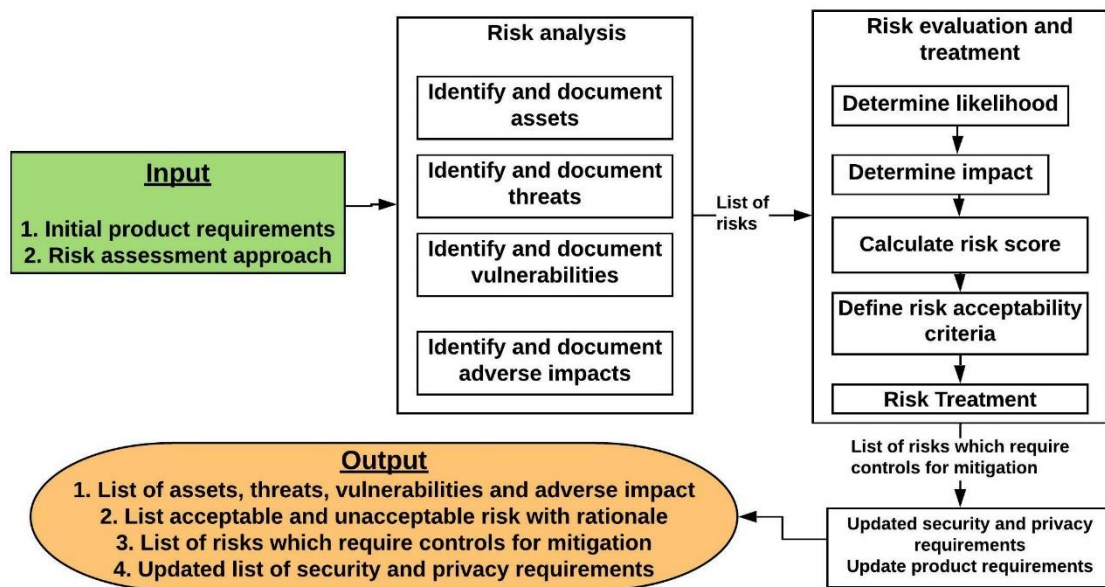 Input
1. Initial product requirements
2. Risk assessment approach
Risk analysis
Identify and document
assets
Identify and document
threats
Identify and document
vulnerabilities
Identify and document
adverse impacts
List of
risks
Risk evaluation and
treatment
Determine likelihood
Determine impact
Calculate risk score
Define risk acceptability
criteria
Risk Treatment
List of risks which require
controls for mitigation
Updated security and privacy
requirements
Update product requirements
Output
1. List of assets, threats, vulnerabilities and adverse impact
2. List acceptable and unacceptable risk with rationale
3. List of risks which require controls for mitigation
4. Updated list of security and privacy requirements